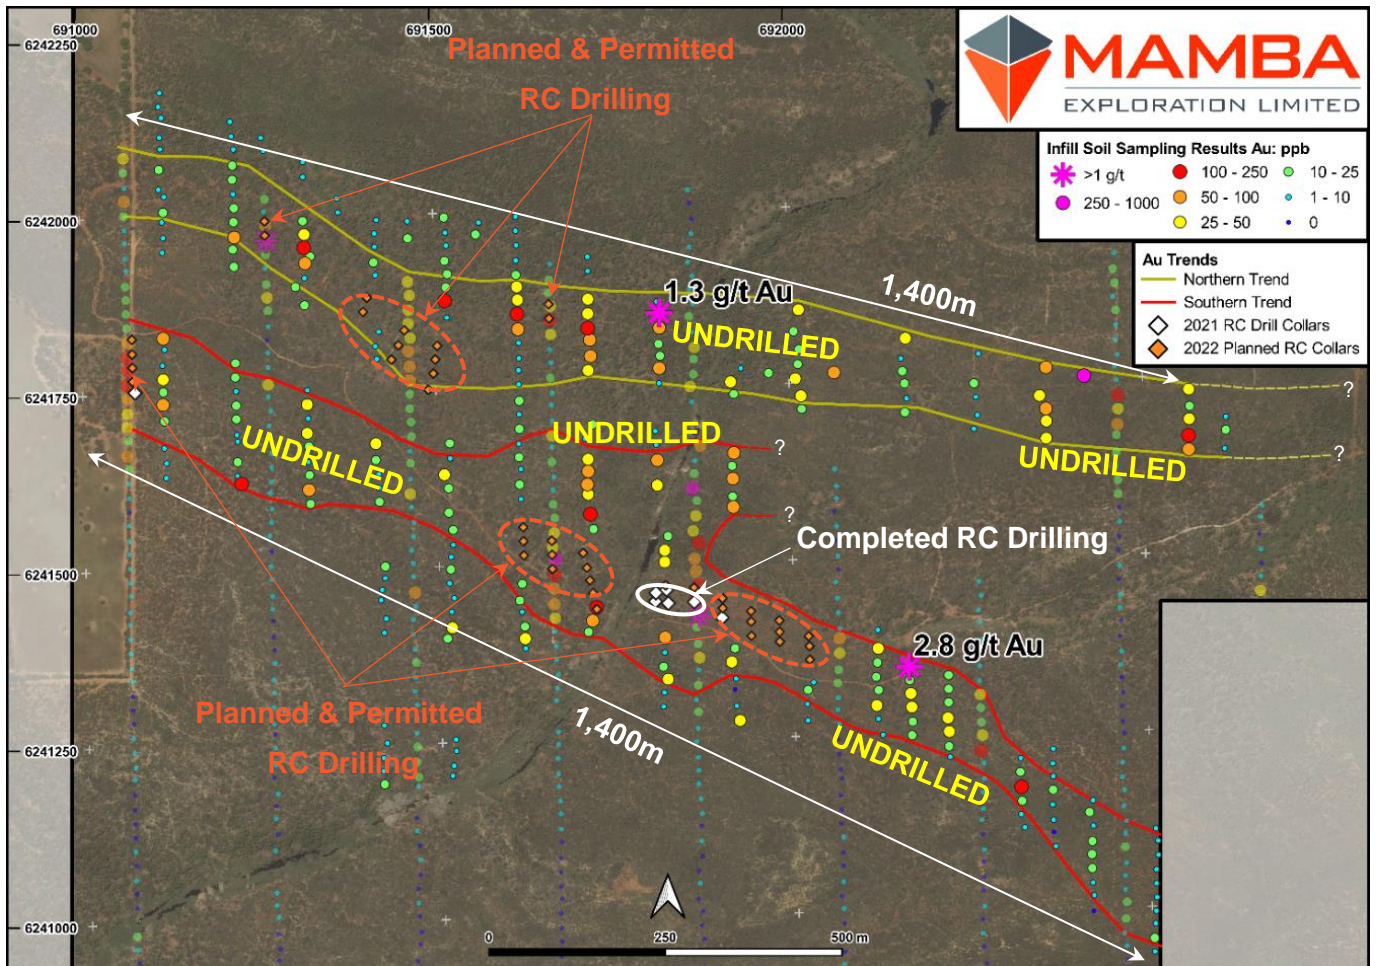 691000
691500
692000
6242250
6242000
6241750
6241500
6241250
6241000
Planned & Permitted
RC Drilling
MAMBA
EXPLORATION LIMITED
Infill Soil Sampling Results Au: ppb
>1 g/t
100 - 250
10 - 25
250 - 1000
50 - 100
1 - 10
25 - 50
0
Au Trends
Northern Trend
Southern Trend
2021 RC Drill Collars
2022 Planned RC Collars
1,400m
1.3 g/t Au
UNDRILLED
?
UNDRILLED
?
UNDRILLED
?
UNDRILLED
?
Completed RC Drilling
2.8 g/t Au
Planned & Permitted
RC Drilling
1,400m
UNDRILLED
0
250
500 m